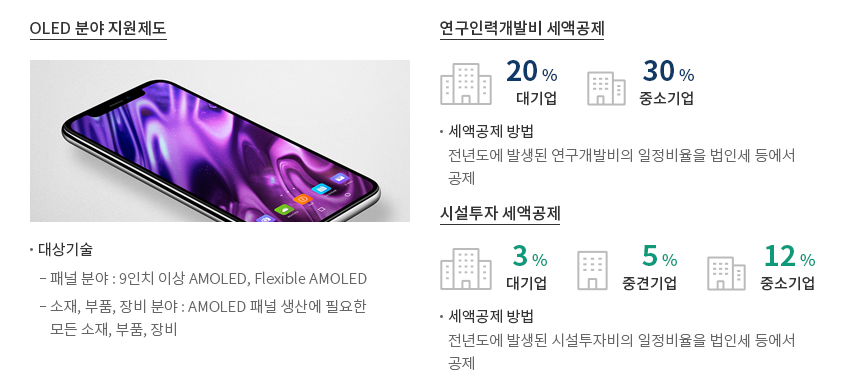 OLED 분야 지원제도
· 대상기술
– 패널 분야 : 9인치 이상 AMOLED, Flexible AMOLED
– 소재, 부품, 장비 분야 : AMOLED 패널 생산에 필요한
모든 소재, 부품, 장비
연구인력개발비 세액공제
20 % 30 %
대기업 중소기업
· 세액공제 방법
전년도에 발생된 연구개발비의 일정비율을 법인세 등에서
공제
시설투자 세액공제
3 % 5 % 12 %
대기업 중견기업 중소기업
· 세액공제 방법
전년도에 발생된 시설투자비의 일정비율을 법인세 등에서
공제